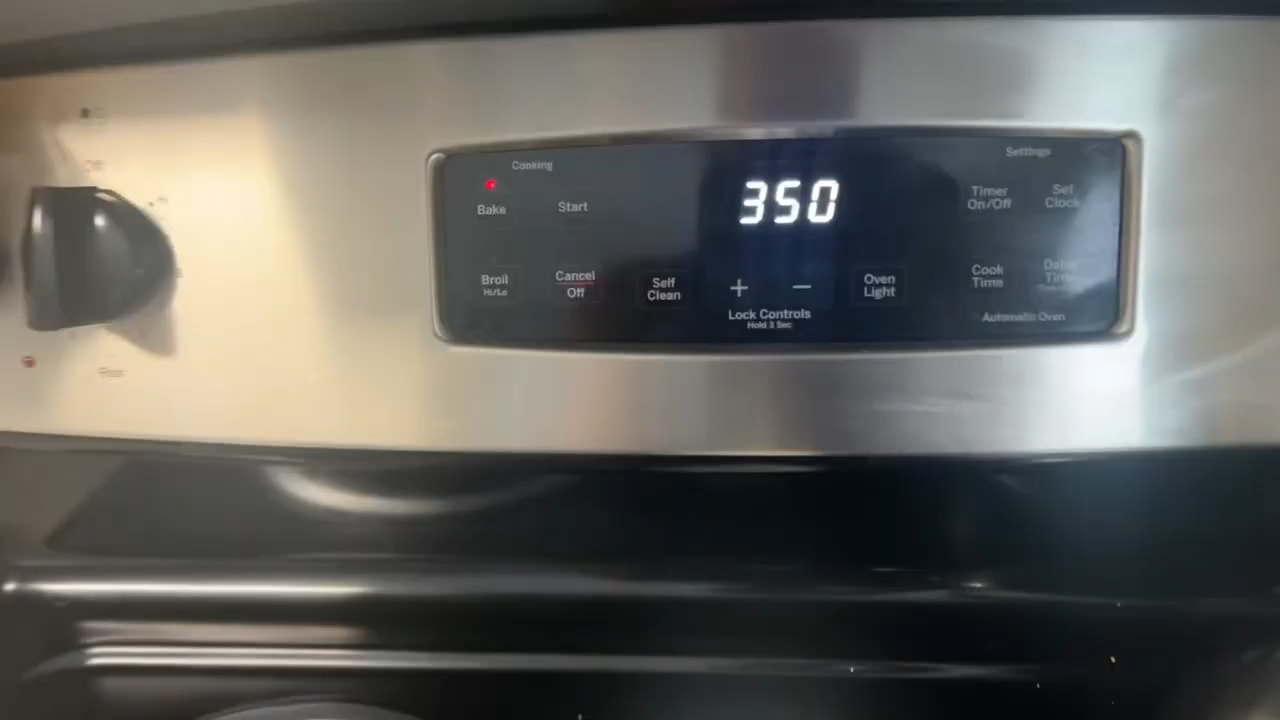 Off
Cooking
Settings
Bake
Start
350
Timer
On/Off
Set
Clock
Broil
Hi/Lo
Cancel
Off
Self
Clean
+ −
Lock Controls
Hold 3 Sec
Oven
Light
Cook
Time
Delay
Time
Automatic Oven